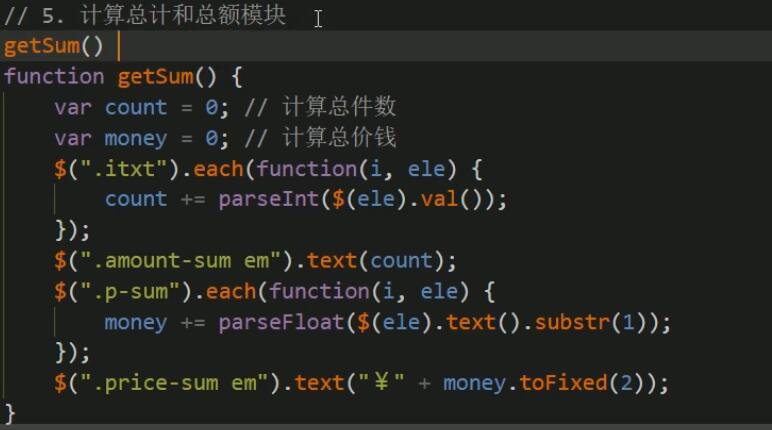 // 5. 计算总计和总额模块
getSum()
function getSum() {
    var count = 0; // 计算总件数
    var money = 0; // 计算总价钱
    $(".itxt").each(function(i, ele) {
        count += parseInt($(ele).val());
    });
    $(".amount-sum em").text(count);
    $(".p-sum").each(function(i, ele) {
        money += parseFloat($(ele).text().substr(1));
    });
    $(".price-sum em").text("￥" + money.toFixed(2));
}